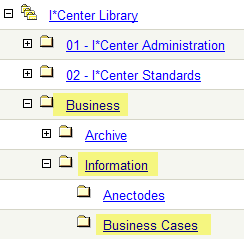 I*Center Library
01 - I*Center Administration
02 - I*Center Standards
Business
Archive
Information
Anectodes
Business Cases